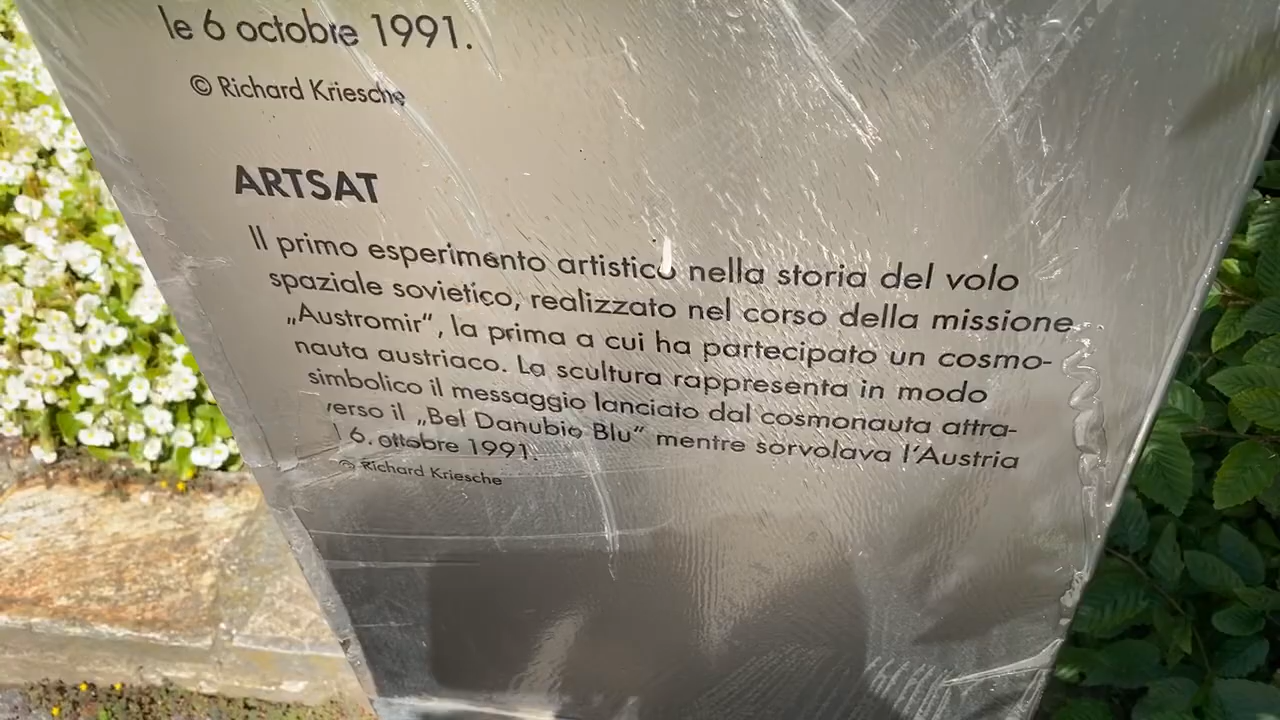 le 6 octobre 1991.
© Richard Kriesche
ARTSAT
Il primo esperimento artistico nella storia del volo
spaziale sovietico, realizzato nel corso della missione
„Austromir“, la prima a cui ha partecipato un cosmo-
nauta austriaco. La scultura rappresenta in modo
simbolico il messaggio lanciato dal cosmonauta attra-
verso il „Bel Danubio Blu“ mentre sorvolava l’Austria
6. ottobre 1991.
© Richard Kriesche